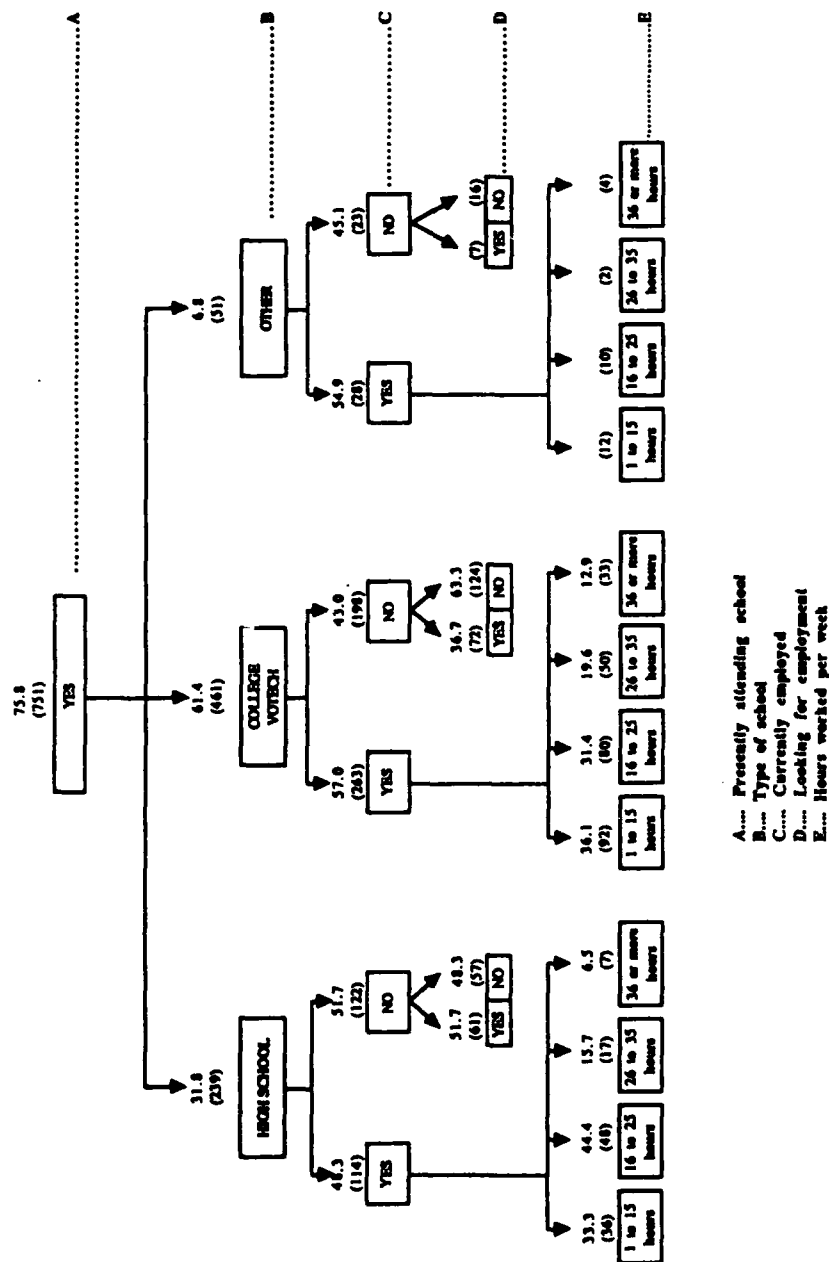 75.8
(751)
YES
A
31.8
(239)
61.4
(461)
6.8
(51)
HIGH SCHOOL
COLLEGE
VOTECH
OTHER
B
48.3
(114)
51.7
(122)
57.0
(263)
43.0
(198)
54.9
(28)
45.1
(23)
YES
NO
YES
NO
YES
NO
C
51.7
(61)
48.3
(57)
36.7
(72)
63.3
(124)
(7)
(16)
YES
NO
YES
NO
YES
NO
D
33.3
(36)
44.4
(48)
15.7
(17)
6.5
(7)
36.1
(92)
31.4
(80)
19.6
(50)
12.9
(33)
(12)
(10)
(2)
(4)
1 to 15
hours
16 to 25
hours
26 to 35
hours
36 or more
hours
1 to 15
hours
16 to 25
hours
26 to 35
hours
36 or more
hours
1 to 15
hours
16 to 25
hours
26 to 35
hours
36 or more
hours
E
A.... Presently attending school
B.... Type of school
C.... Currently employed
D.... Looking for employment
E.... Hours worked per week